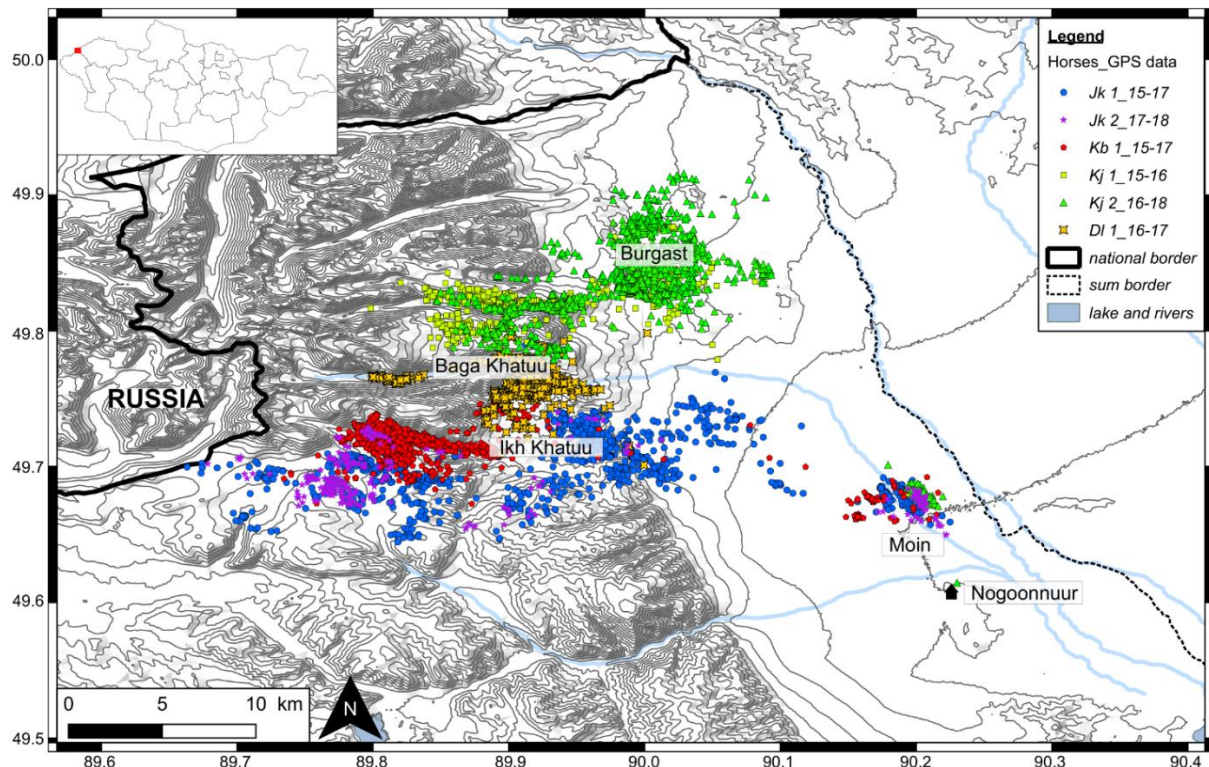 50.0
49.9
49.8
49.7
49.6
49.5
Legend
Horses_GPS data
Jk 1_15-17
Jk 2_17-18
Kb 1_15-17
Kj 1_15-16
Kj 2_16-18
Dl 1_16-17
national border
sum border
lake and rivers
Burgast
Baga Khatuu
RUSSIA
Ikh Khatuu
Moin
Nogoonnuur
0 5 10 km
N
89.6 89.7 89.8 89.9 90.0 90.1 90.2 90.3 90.4